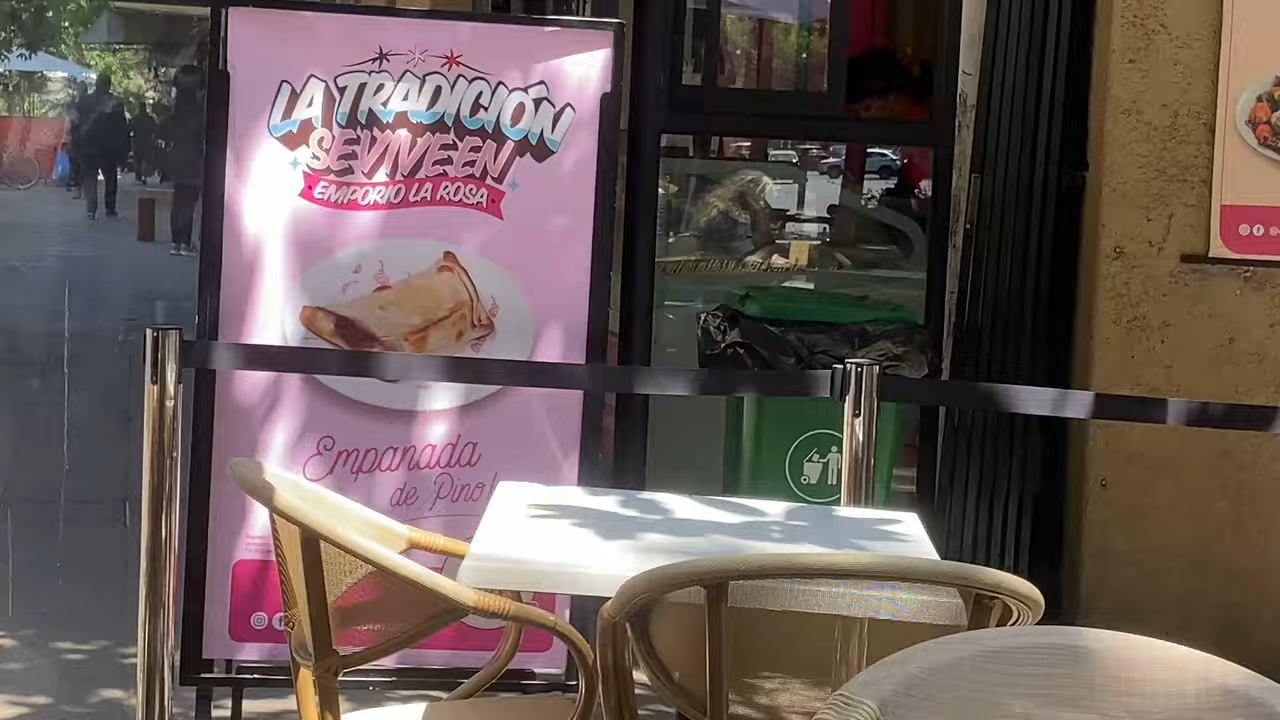 LA TRADICIÓN
SE VIVE EN
EMPORIO LA ROSA
Empanada
de Pino!